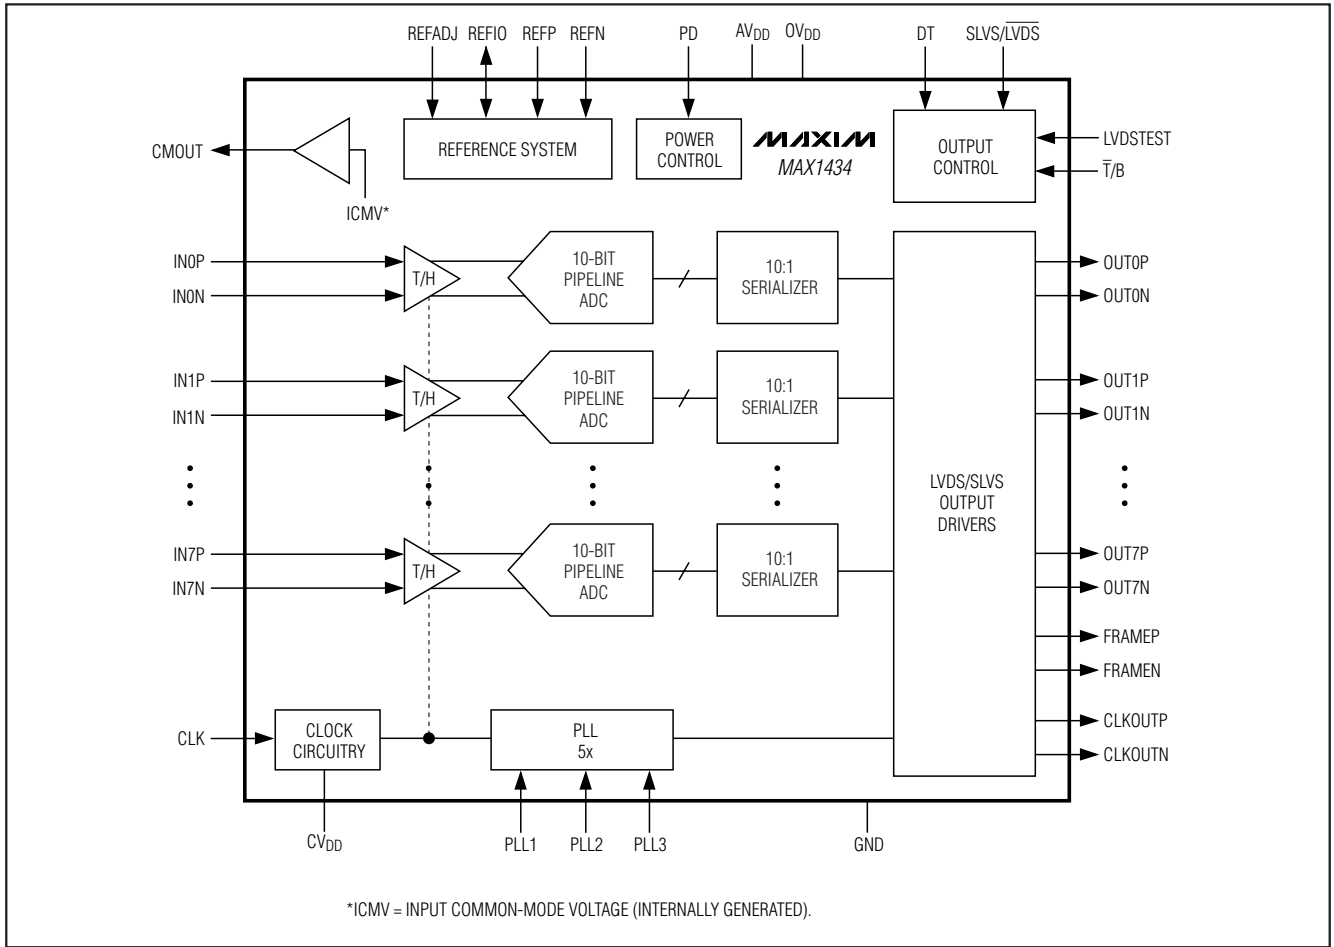 REFADJ REFIO REFP REFN PD AVDD OVDD DT SLVS/LVDS
CMOUT
ICMV*
REFERENCE SYSTEM
POWER
CONTROL
MAXIM
MAX1434
OUTPUT
CONTROL
LVDSTEST
T̅/B
IN0P
IN0N
T/H
10-BIT
PIPELINE
ADC
10:1
SERIALIZER
OUT0P
OUT0N
IN1P
IN1N
T/H
10-BIT
PIPELINE
ADC
10:1
SERIALIZER
OUT1P
OUT1N
LVDS/SLVS
OUTPUT
DRIVERS
IN7P
IN7N
T/H
10-BIT
PIPELINE
ADC
10:1
SERIALIZER
OUT7P
OUT7N
FRAMEP
FRAMEN
CLK
CLOCK
CIRCUITRY
PLL
5x
CLKOUTP
CLKOUTN
CVDD
PLL1 PLL2 PLL3
GND
*ICMV = INPUT COMMON-MODE VOLTAGE (INTERNALLY GENERATED).